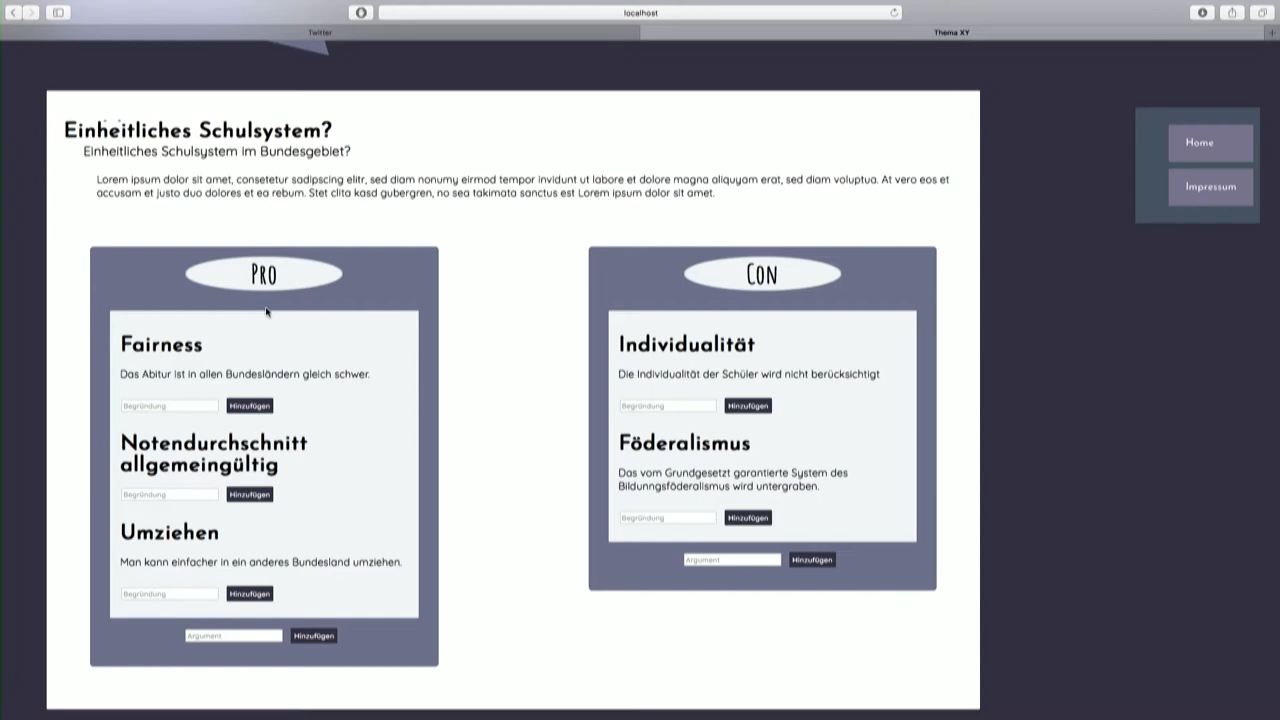 localhost
Twitter
Thema XY
Einheitliches Schulsystem?
Einheitliches Schulsystem im Bundesgebiet?
Lorem ipsum dolor sit amet, consetetur sadipscing elitr, sed diam nonumy eirmod tempor invidunt ut labore et dolore magna aliquyam erat, sed diam voluptua. At vero eos et
accusam et justo duo dolores et ea rebum. Stet clita kasd gubergren, no sea takimata sanctus est Lorem ipsum dolor sit amet.
Home
Impressum
Pro
Fairness
Das Abitur ist in allen Bundesländern gleich schwer.
Begründung Hinzufügen
Notendurchschnitt
allgemeingültig
Begründung Hinzufügen
Umziehen
Man kann einfacher in ein anderes Bundesland umziehen.
Begründung Hinzufügen
Argument Hinzufügen
Con
Individualität
Die Individualität der Schüler wird nicht berücksichtigt
Begründung Hinzufügen
Föderalismus
Das vom Grundgesetzt garantierte System des
Bildunngsföderalismus wird untergraben.
Begründung Hinzufügen
Argument Hinzufügen